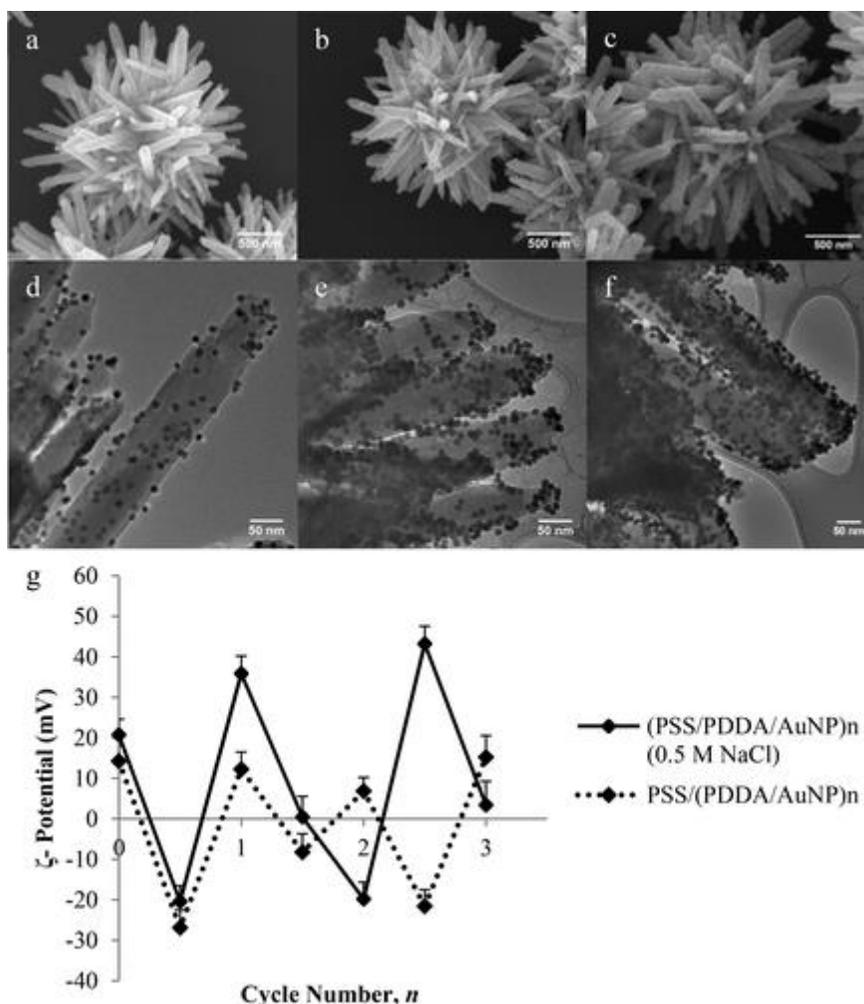 a
b
c
500 nm
500 nm
500 nm
d
e
f
50 nm
50 nm
50 nm
g
60
50
40
30
20
10
0
-10
-20
-30
-40
0
1
2
3
ζ- Potential (mV)
Cycle Number, n
(PSS/PDDA/AuNP)n
(0.5 M NaCl)
PSS/(PDDA/AuNP)n